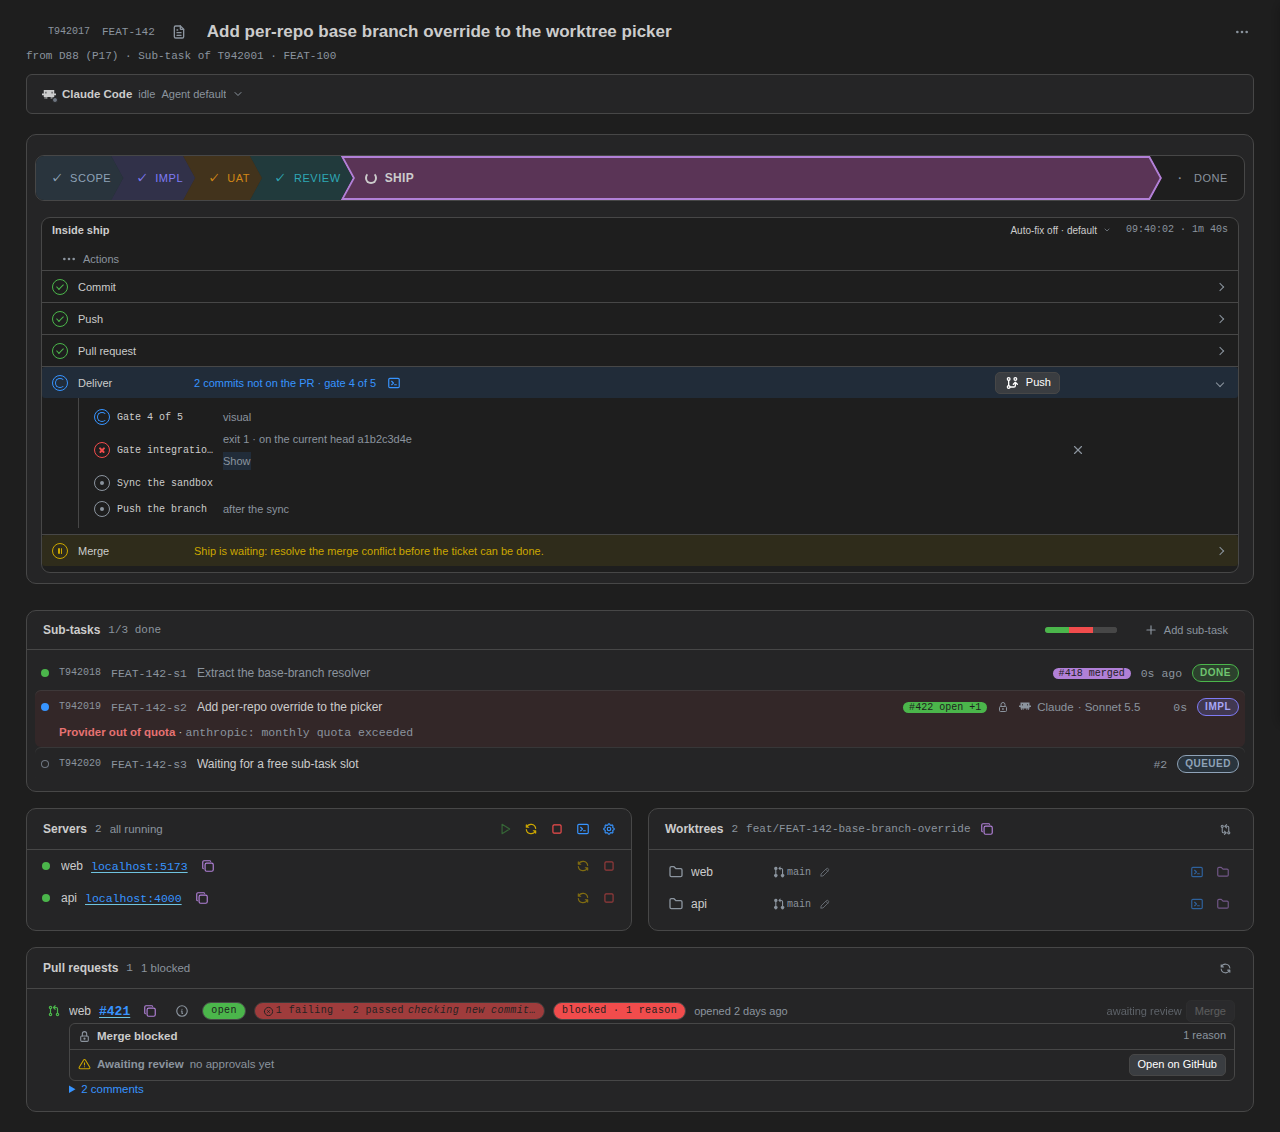 T942017 FEAT-142 Add per-repo base branch override to the worktree picker
from D88 (P17) · Sub-task of T942001 · FEAT-100
Claude Code idle Agent default
SCOPE IMPL UAT REVIEW SHIP · DONE
Inside ship Auto-fix off · default 09:40:02 · 1m 40s
Actions
Commit
Push
Pull request
Deliver 2 commits not on the PR · gate 4 of 5 Push
Gate 4 of 5 visual
Gate integratio… exit 1 · on the current head a1b2c3d4e
Show
Sync the sandbox
Push the branch after the sync
Merge Ship is waiting: resolve the merge conflict before the ticket can be done.
Sub-tasks 1/3 done Add sub-task
T942018 FEAT-142-s1 Extract the base-branch resolver #418 merged 0s ago DONE
T942019 FEAT-142-s2 Add per-repo override to the picker #422 open +1 Claude · Sonnet 5.5 0s IMPL
Provider out of quota · anthropic: monthly quota exceeded
T942020 FEAT-142-s3 Waiting for a free sub-task slot #2 QUEUED
Servers 2 all running
web localhost:5173
api localhost:4000
Worktrees 2 feat/FEAT-142-base-branch-override
web main
api main
Pull requests 1 1 blocked
web #421 open 1 failing · 2 passed checking new commit… blocked · 1 reason opened 2 days ago awaiting review Merge
Merge blocked 1 reason
Awaiting review no approvals yet Open on GitHub
2 comments